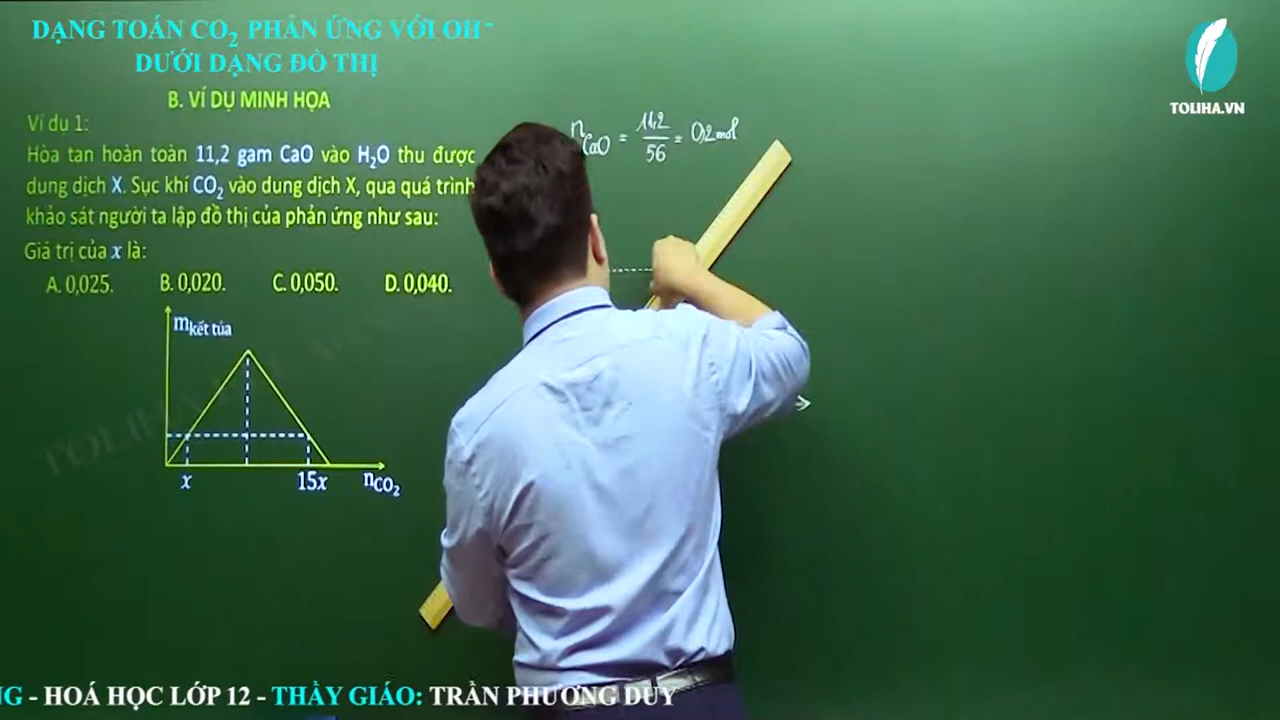 DẠNG TOÁN CO₂ PHẢN ỨNG VỚI OH⁻
DƯỚI DẠNG ĐỒ THỊ
TOLIHA.VN
B. VÍ DỤ MINH HỌA
Ví dụ 1:
Hòa tan hoàn toàn 11,2 gam CaO vào H₂O thu được
dung dịch X. Sục khí CO₂ vào dung dịch X, qua quá trình
khảo sát người ta lập đồ thị của phản ứng như sau:
Giá trị của x là:
A. 0,025. B. 0,020. C. 0,050. D. 0,040.
n CaO = 11,2 / 56 = 0,2 mol
m kết tủa
x 15x nCO₂
NG - HOÁ HỌC LỚP 12 - THẦY GIÁO: TRẦN PHƯƠNG DUY